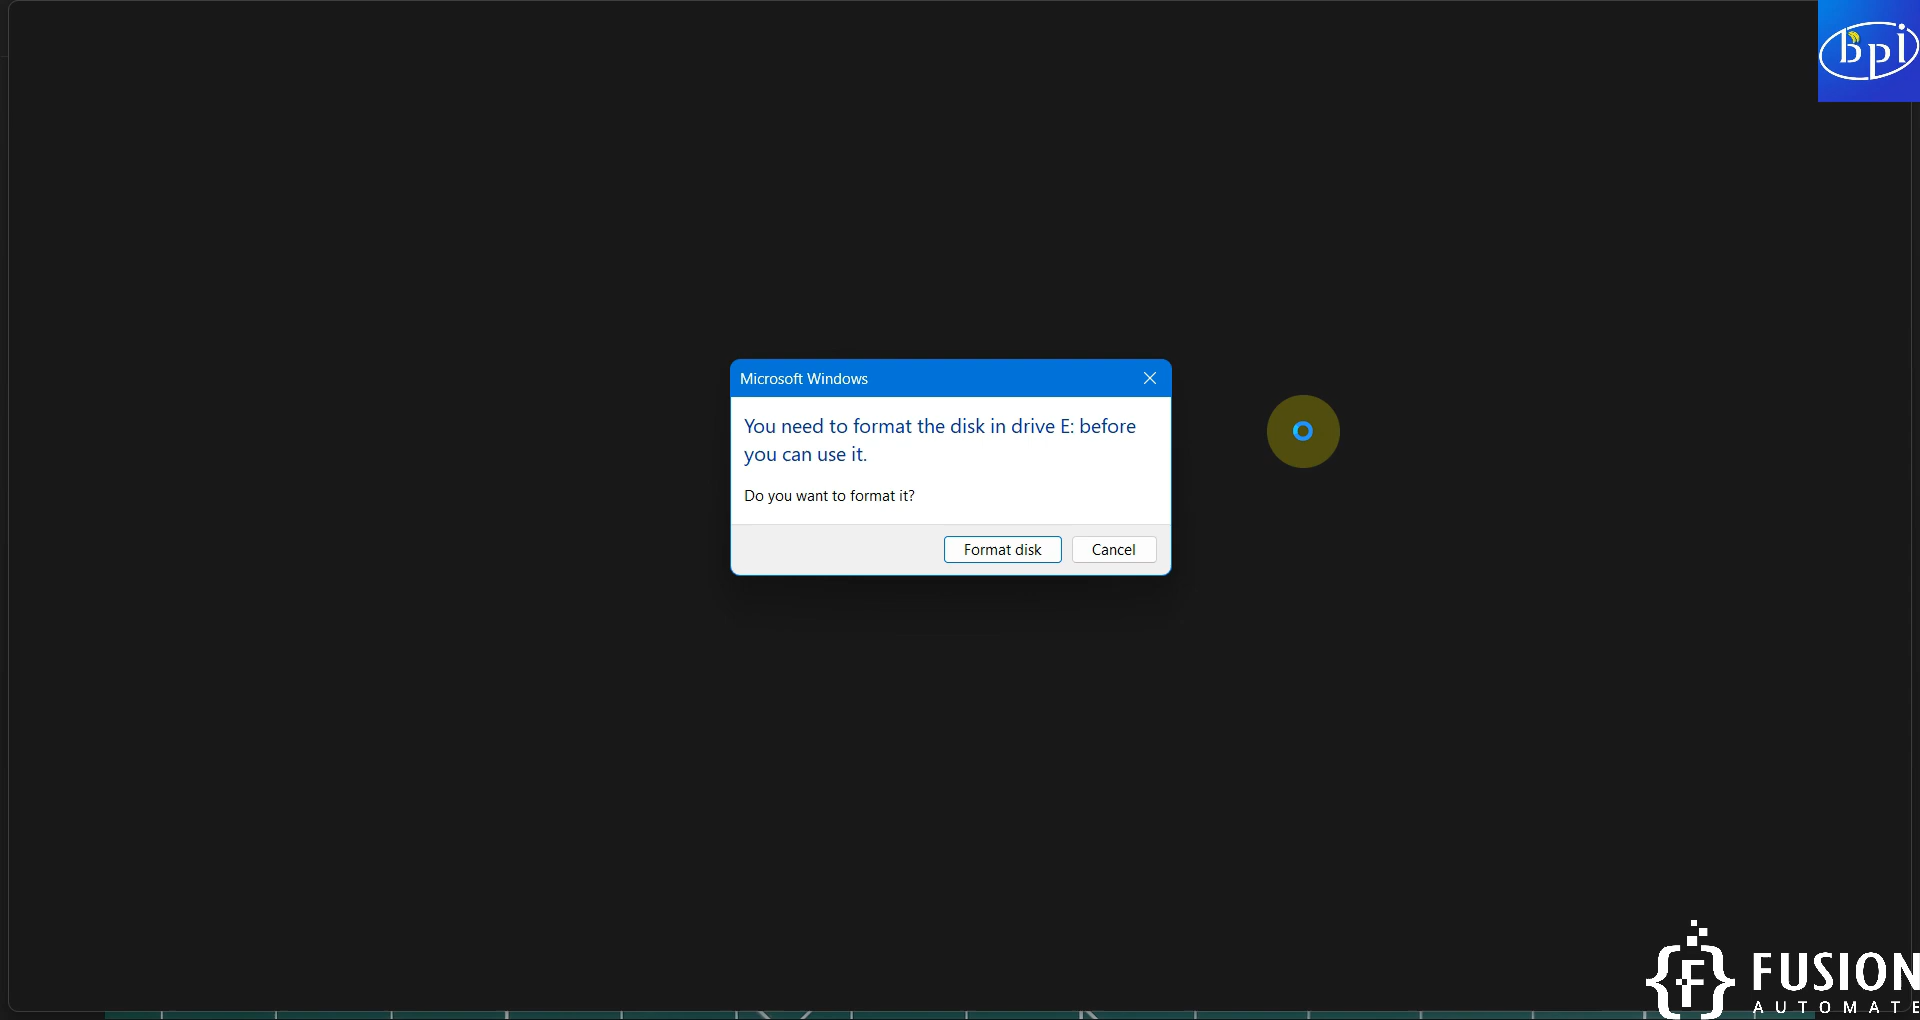 bpi
Microsoft Windows
You need to format the disk in drive E: before
you can use it.
Do you want to format it?
Format disk
Cancel
{F} FUSION
AUTOMATE